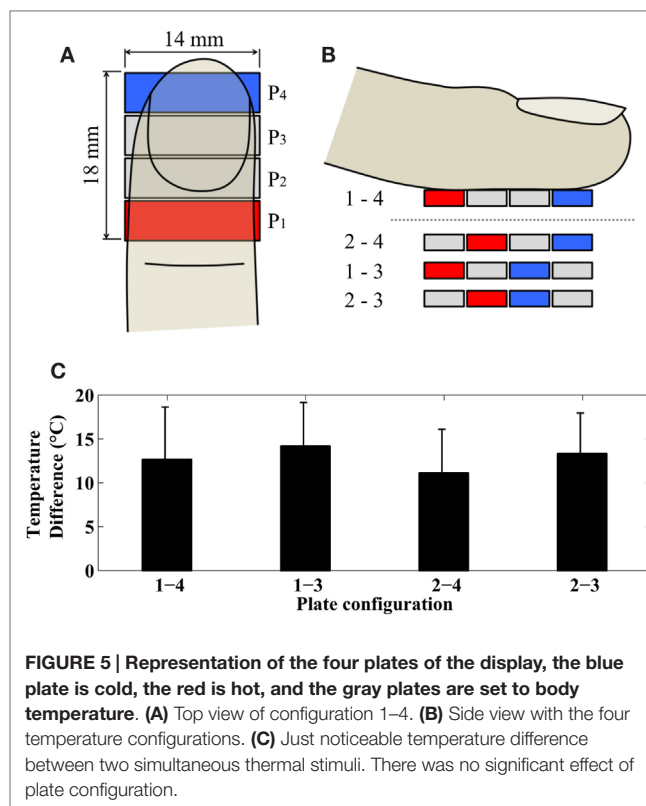 14 mm
A
B
P4
P3
18 mm
P2
P1
1 - 4
2 - 4
1 - 3
2 - 3
C
20
15
10
5
0
Temperature
Difference (°C)
1−4
1−3
2−4
2−3
Plate configuration
FIGURE 5 | Representation of the four plates of the display, the blue
plate is cold, the red is hot, and the gray plates are set to body
temperature. (A) Top view of configuration 1–4. (B) Side view with the four
temperature configurations. (C) Just noticeable temperature difference
between two simultaneous thermal stimuli. There was no significant effect of
plate configuration.